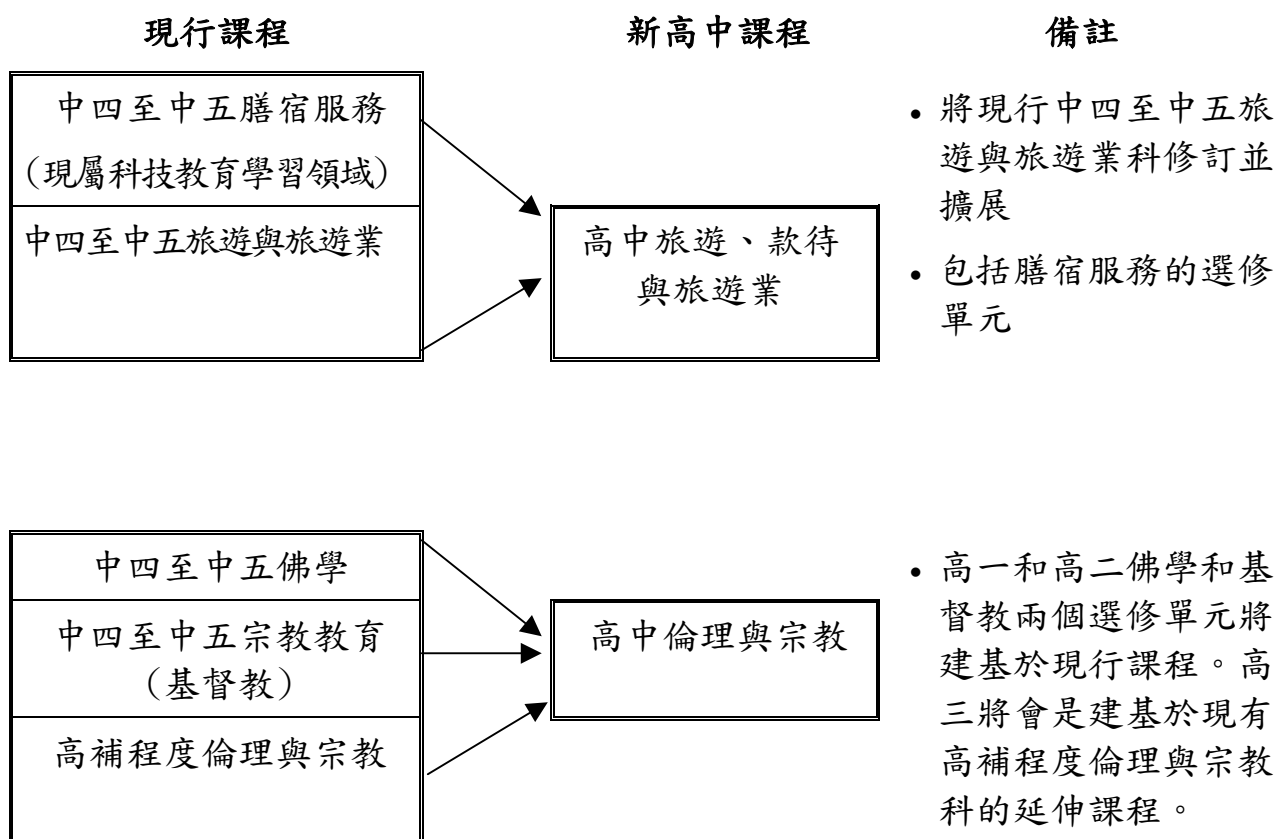 現行課程
新高中課程
備註
中四至中五膳宿服務
（現屬科技教育學習領域）
中四至中五旅遊與旅遊業
高中旅遊、款待
與旅遊業
• 將現行中四至中五旅
遊與旅遊業科修訂並
擴展
• 包括膳宿服務的選修
單元
中四至中五佛學
中四至中五宗教教育
（基督教）
高補程度倫理與宗教
高中倫理與宗教
• 高一和高二佛學和基
督教兩個選修單元將
建基於現行課程。高
三將會是建基於現有
高補程度倫理與宗教
科的延伸課程。